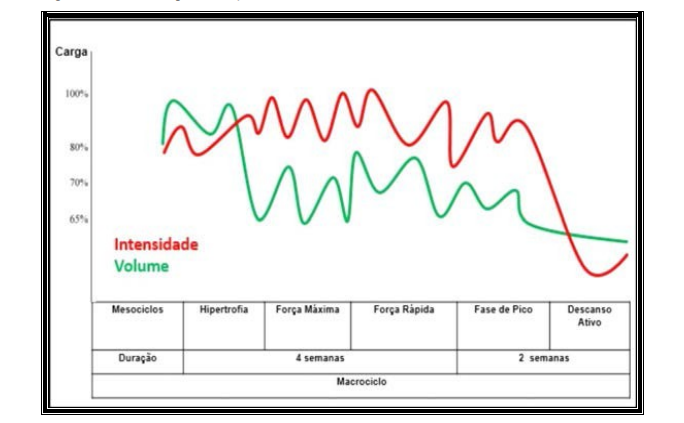 Carga
100%
80%
70%
65%
Intensidade
Volume
Mesociclos Hipertrofia Força Máxima Força Rápida Fase de Pico Descanso
Ativo
Duração 4 semanas 2 semanas
Macrociclo